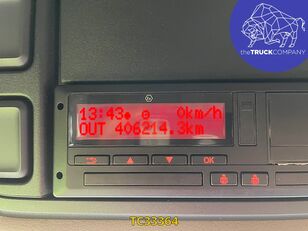 the TRUCK COMPANY
13:43 0km/h
OUT 406214.3km
OK
TC33364